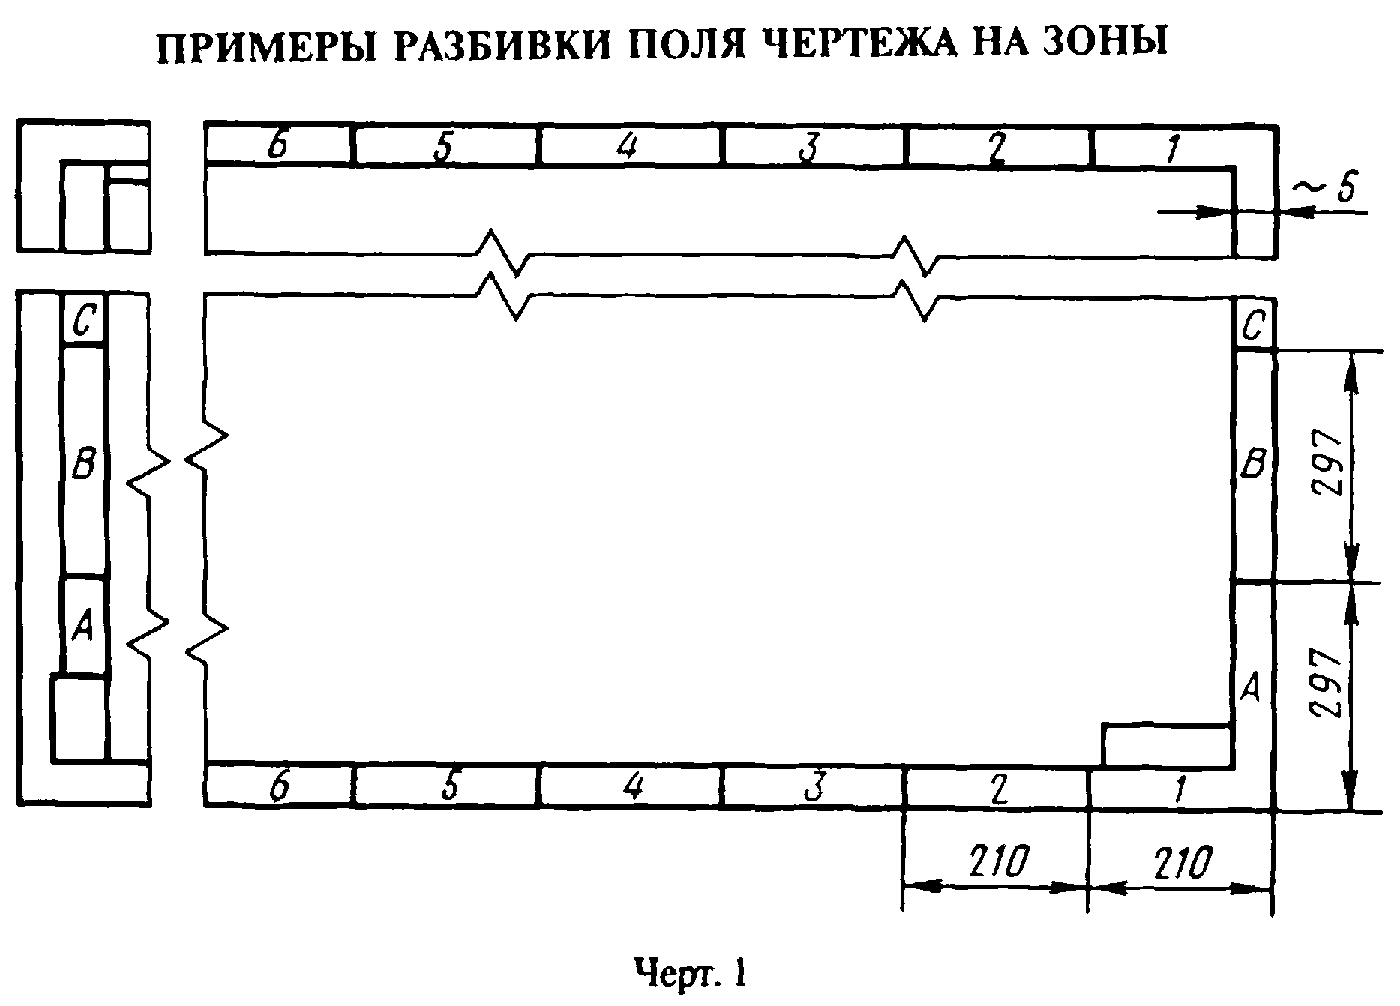 ПРИМЕРЫ РАЗБИВКИ ПОЛЯ ЧЕРТЕЖА НА ЗОНЫ
6 5 4 3 2 1
~ 5
C C
B B 297
A A 297
6 5 4 3 2 1
210 210
Черт. 1